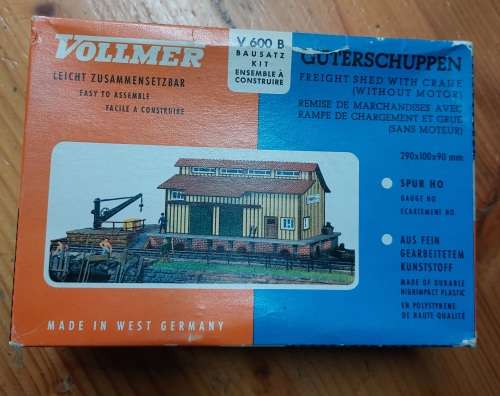 VOLLMER
LEICHT ZUSAMMENSETZBAR
EASY TO ASSEMBLE
FACILE A CONSTRUIRE
V 600 B
BAUSATZ
KIT
ENSEMBLE À
CONSTRUIRE
GÜTERSCHUPPEN
FREIGHT SHED WITH CRANE
(WITHOUT MOTOR)
REMISE DE MARCHANDISES AVEC
RAMPE DE CHARGEMENT ET GRUE
(SANS MOTEUR)
290x100x90 mm
SPUR HO
GAUGE HO
ECARTEMENT HO
AUS FEIN
GEARBEITETEM
KUNSTSTOFF
MADE OF DURABLE
HIGHIMPACT PLASTIC
EN POLYSTYRENE
DE HAUTE QUALITÉ
MADE IN WEST GERMANY